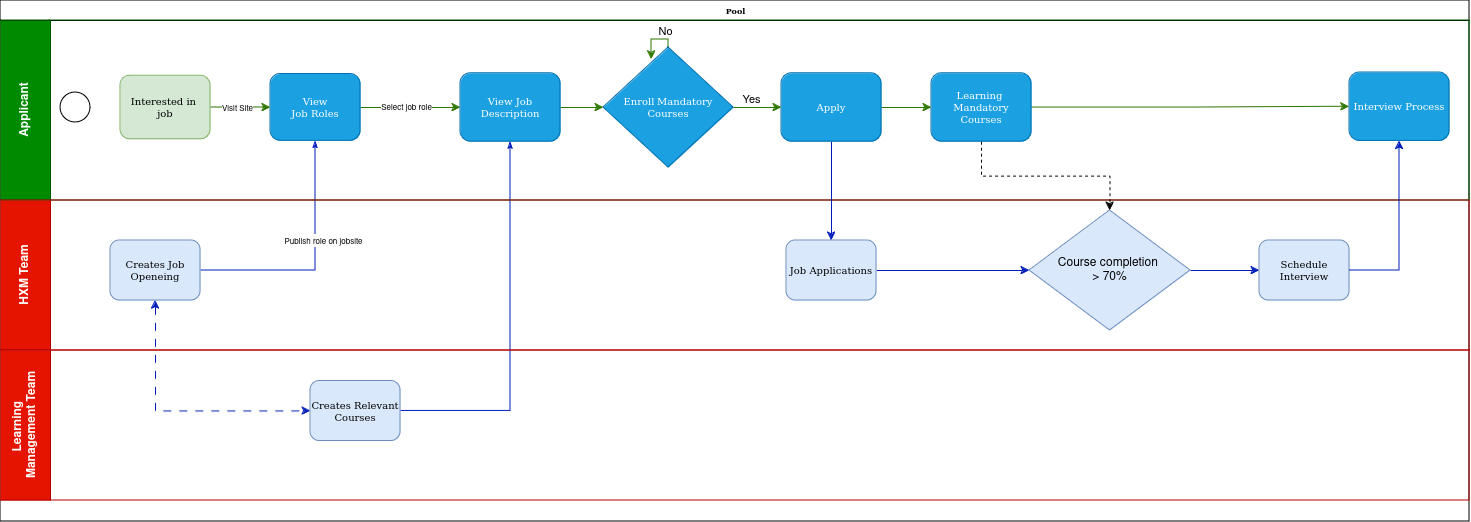 Pool
Applicant
Interested in
job
Visit Site
View
Job Roles
Select job role
View Job
Description
No
Enroll Mandatory
Courses
Yes
Apply
Learning
Mandatory
Courses
Interview Process
HXM Team
Creates Job
Openeing
Publish role on jobsite
Job Applications
Course completion
> 70%
Schedule
Interview
Learning
Management Team
Creates Relevant
Courses